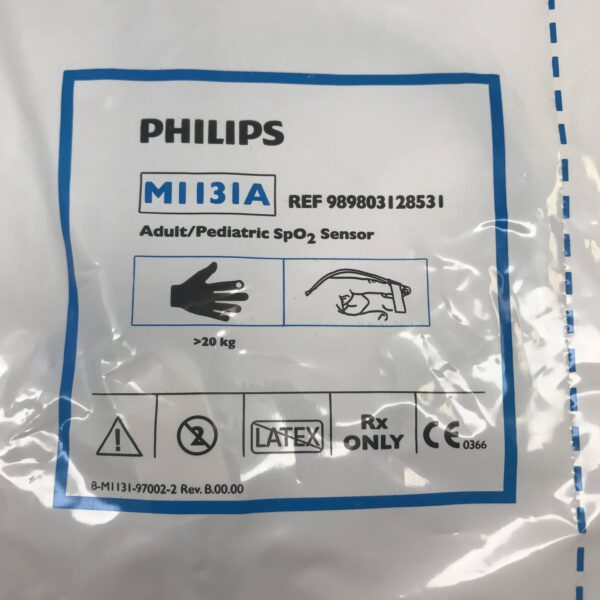 PHILIPS
M1131A REF 989803128531
Adult/Pediatric SpO₂ Sensor
>20 kg
2 LATEX Rx ONLY CE 0366
8-M1131-97002-2 Rev. B.00.00